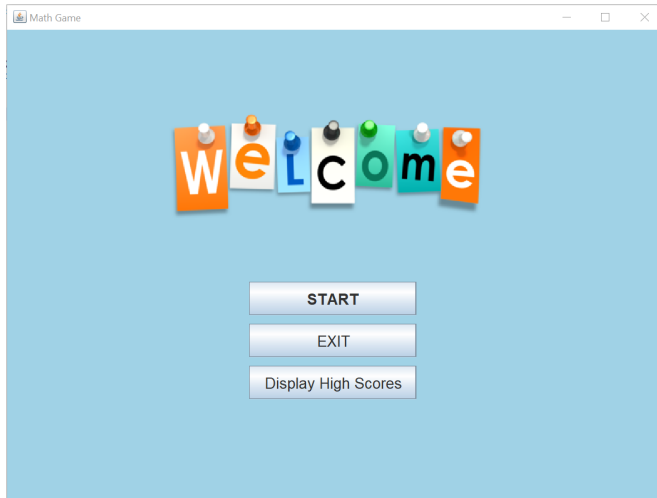 Math Game
WeLcome
START
EXIT
Display High Scores